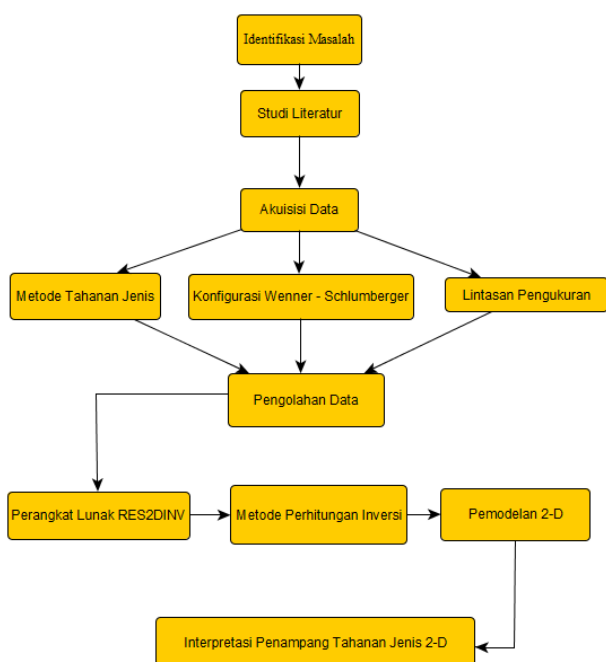 Identifikasi Masalah
Studi Literatur
Akuisisi Data
Metode Tahanan Jenis
Konfigurasi Wenner - Schlumberger
Lintasan Pengukuran
Pengolahan Data
Perangkat Lunak RES2DINV
Metode Perhitungan Inversi
Pemodelan 2-D
Interpretasi Penampang Tahanan Jenis 2-D